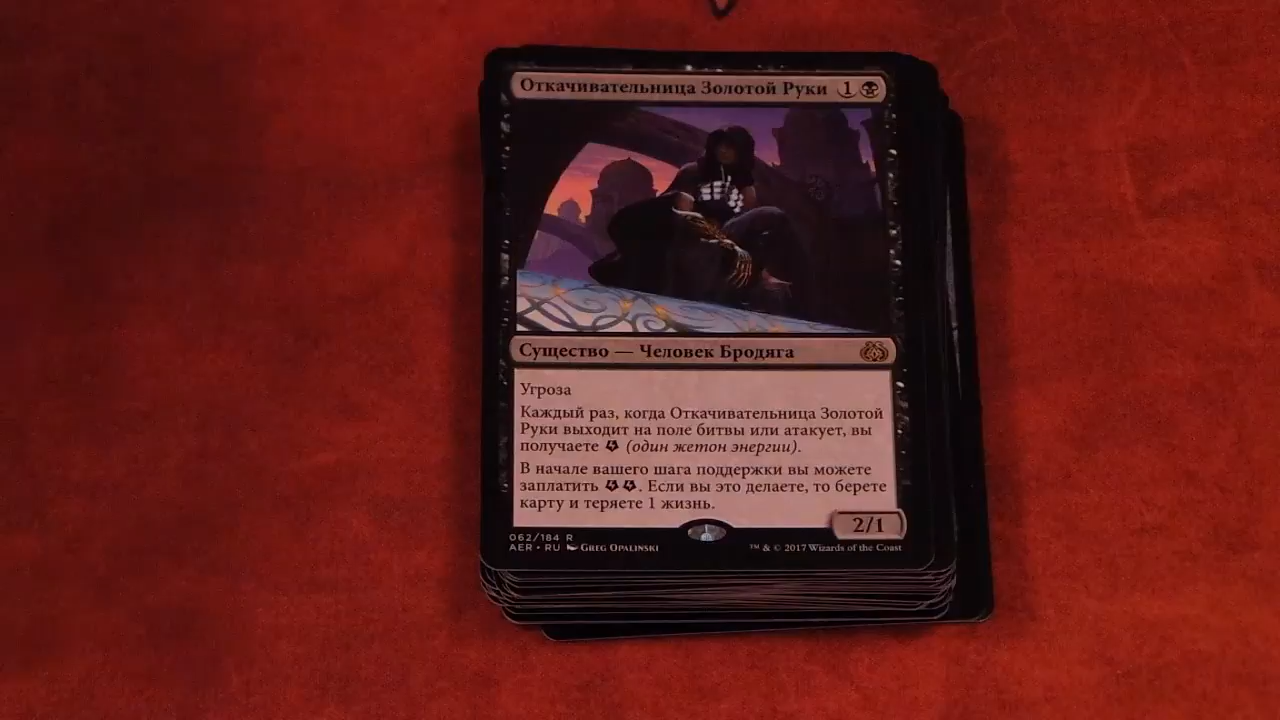 Откачивательница Золотой Руки 1
Существо — Человек Бродяга
Угроза
Каждый раз, когда Откачивательница Золотой
Руки выходит на поле битвы или атакует, вы
получаете (один жетон энергии).
В начале вашего шага поддержки вы можете
заплатить . Если вы это делаете, то берете
карту и теряете 1 жизнь.
2/1
062/184 R
AER • RU Greg Opalinski
™ & © 2017 Wizards of the Coast